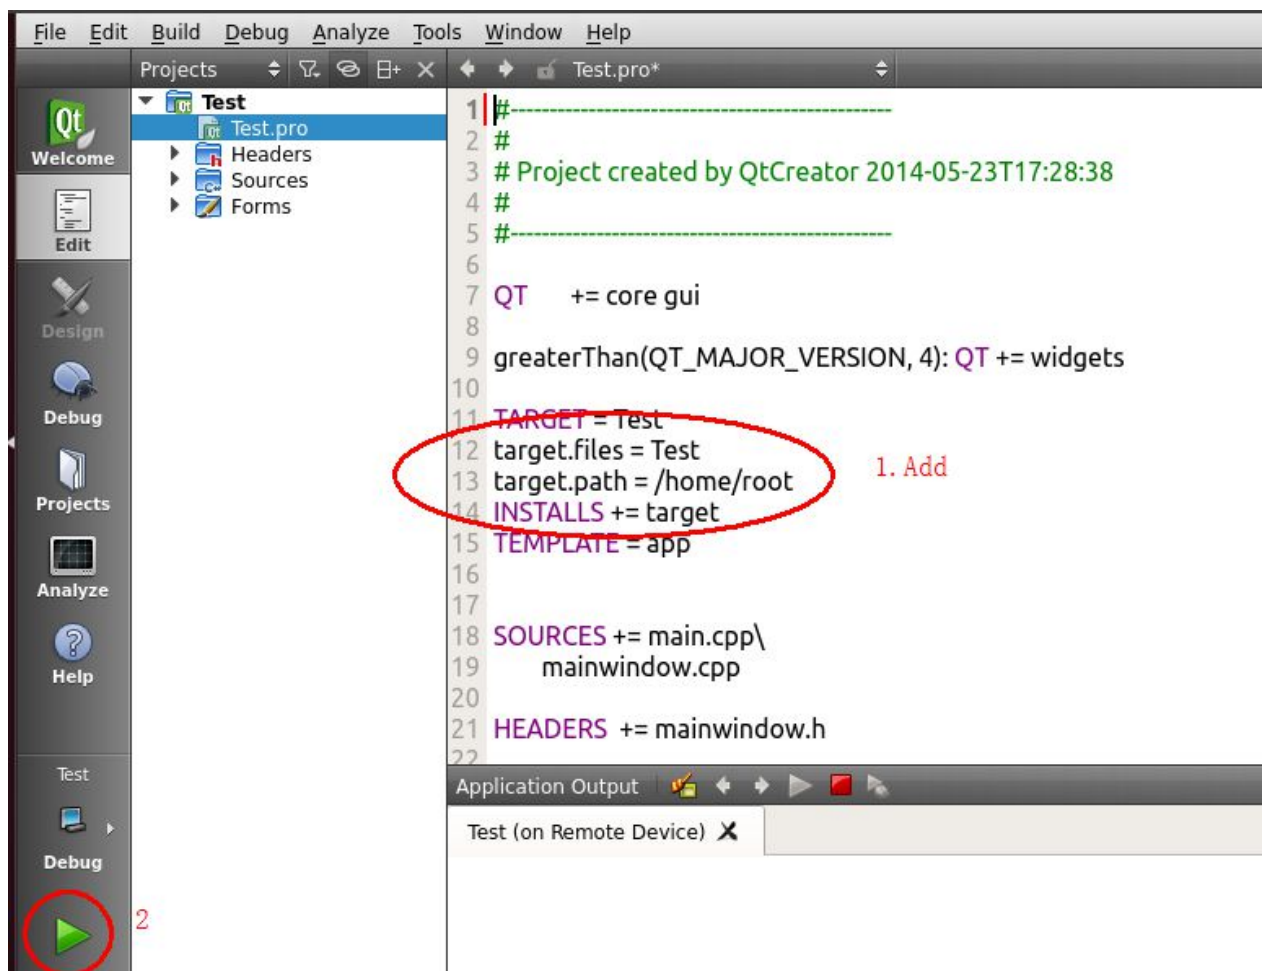 File Edit Build Debug Analyze Tools Window Help
Projects Test.pro*
Welcome
Edit
Design
Debug
Projects
Analyze
Help
Test
Debug
2
Test
Test.pro
Headers
Sources
Forms
1 #--------------------------------------------------
2 #
3 # Project created by QtCreator 2014-05-23T17:28:38
4 #
5 #--------------------------------------------------
6
7 QT += core gui
8
9 greaterThan(QT_MAJOR_VERSION, 4): QT += widgets
10
11 TARGET = Test
12 target.files = Test
13 target.path = /home/root
14 INSTALLS += target
15 TEMPLATE = app
16
17
18 SOURCES += main.cpp\
19 mainwindow.cpp
20
21 HEADERS += mainwindow.h
22
1. Add
Application Output
Test (on Remote Device)